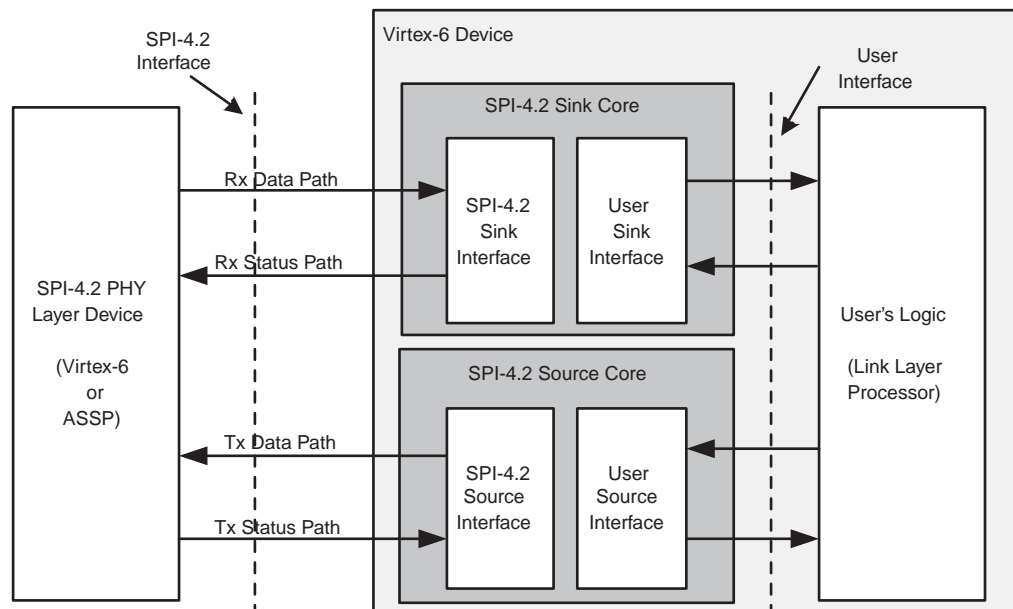 SPI-4.2
Interface
Virtex-6 Device
User
Interface
SPI-4.2 Sink Core
Rx Data Path
SPI-4.2
Sink
Interface
User
Sink
Interface
Rx Status Path
SPI-4.2 PHY
Layer Device
(Virtex-6
or
ASSP)
User's Logic
(Link Layer
Processor)
SPI-4.2 Source Core
Tx Data Path
SPI-4.2
Source
Interface
User
Source
Interface
Tx Status Path